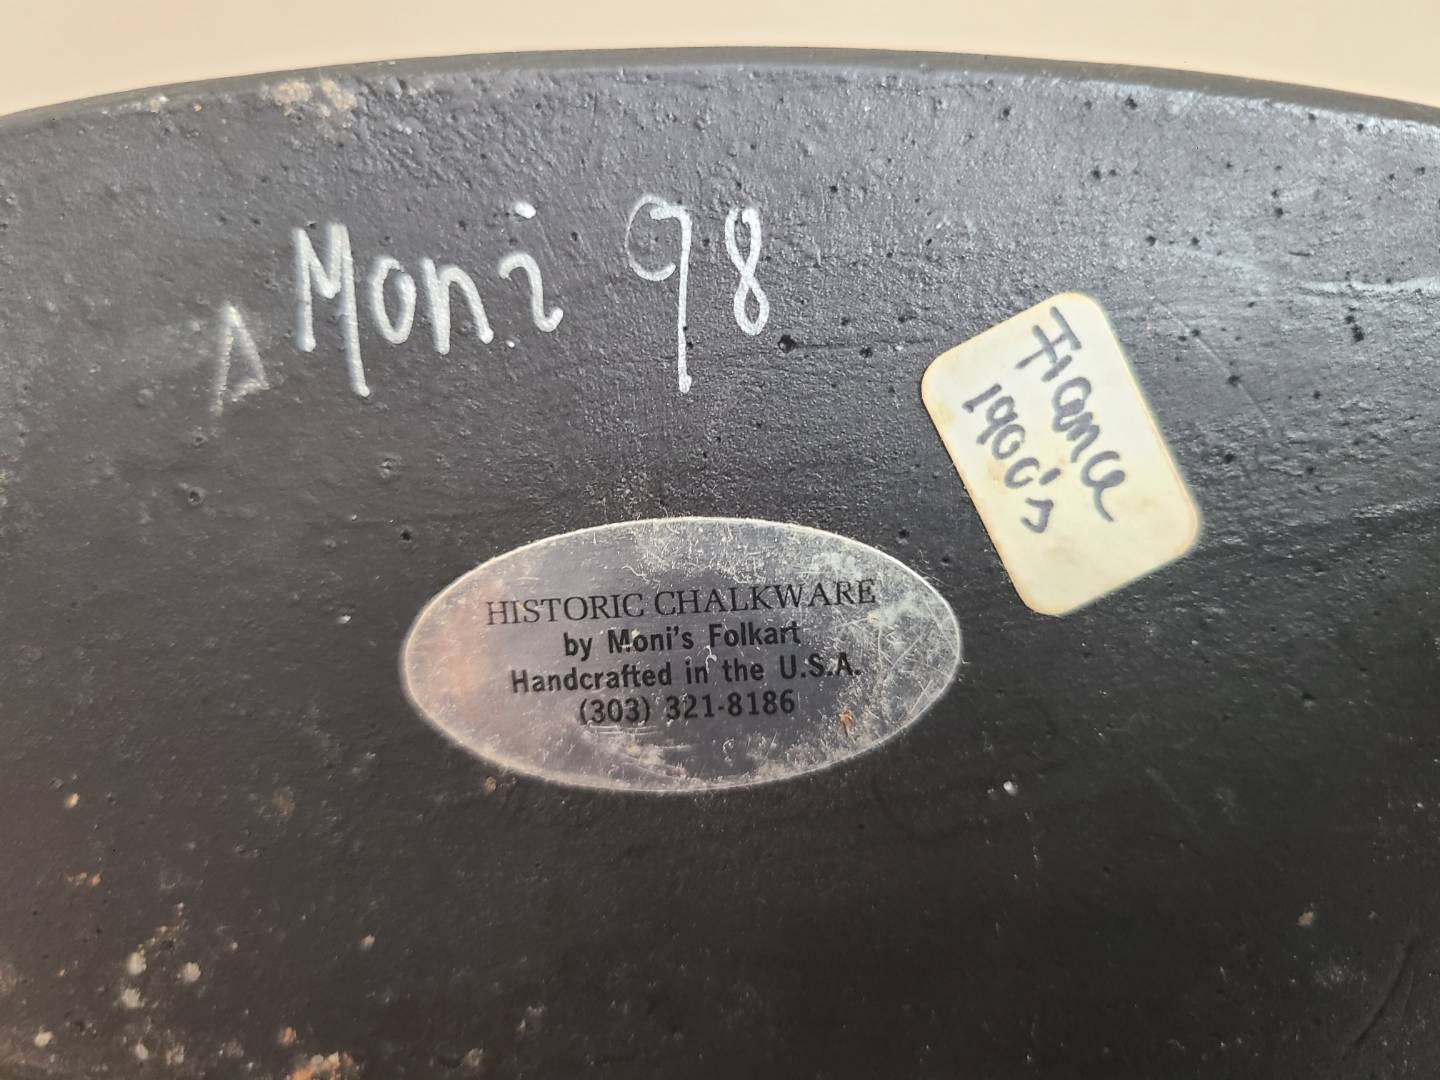 Moni 98
France
1900's
HISTORIC CHALKWARE
by Moni's Folkart
Handcrafted in the U.S.A.
(303) 321-8186